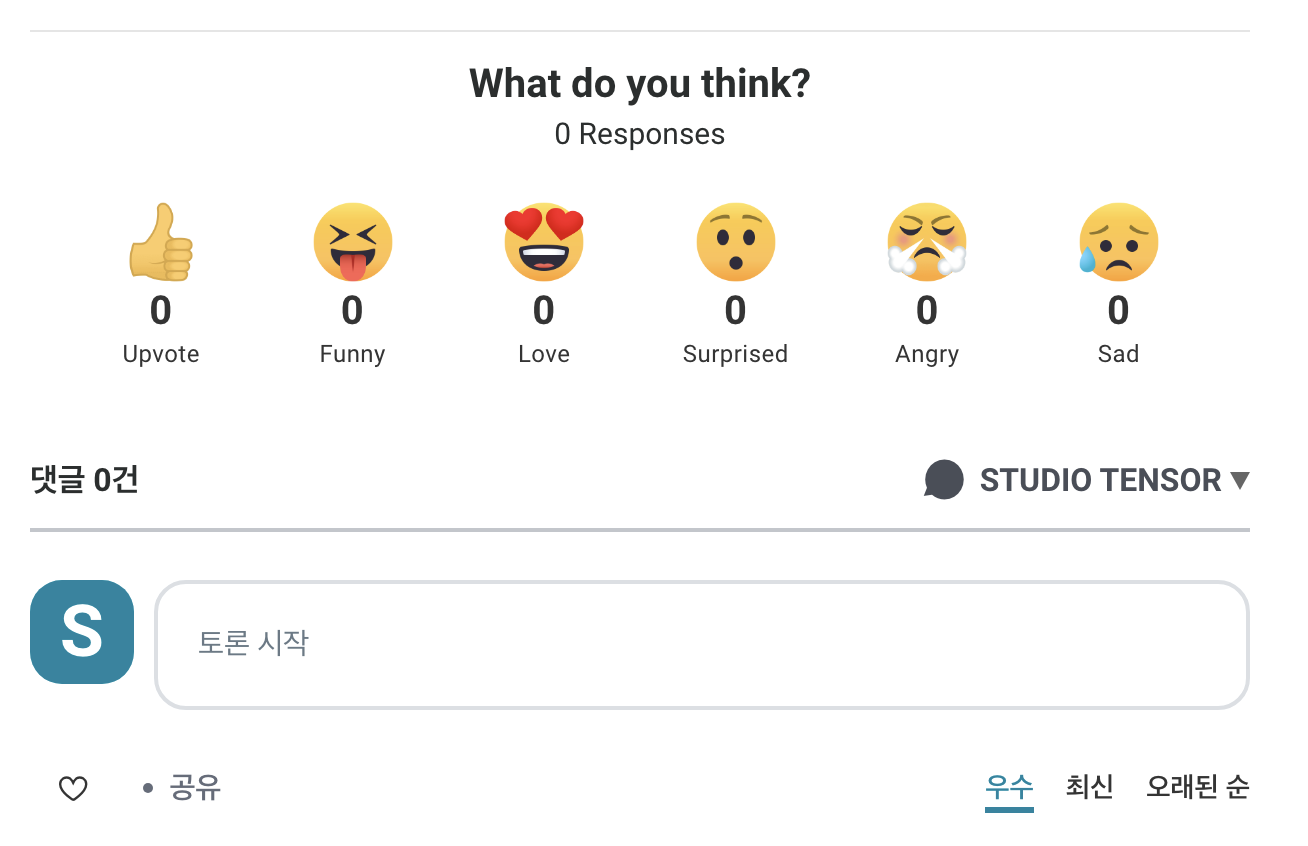 What do you think?
0 Responses
0 0 0 0 0 0
Upvote Funny Love Surprised Angry Sad
댓글 0건 STUDIO TENSOR
S 토론 시작
• 공유 우수 최신 오래된 순